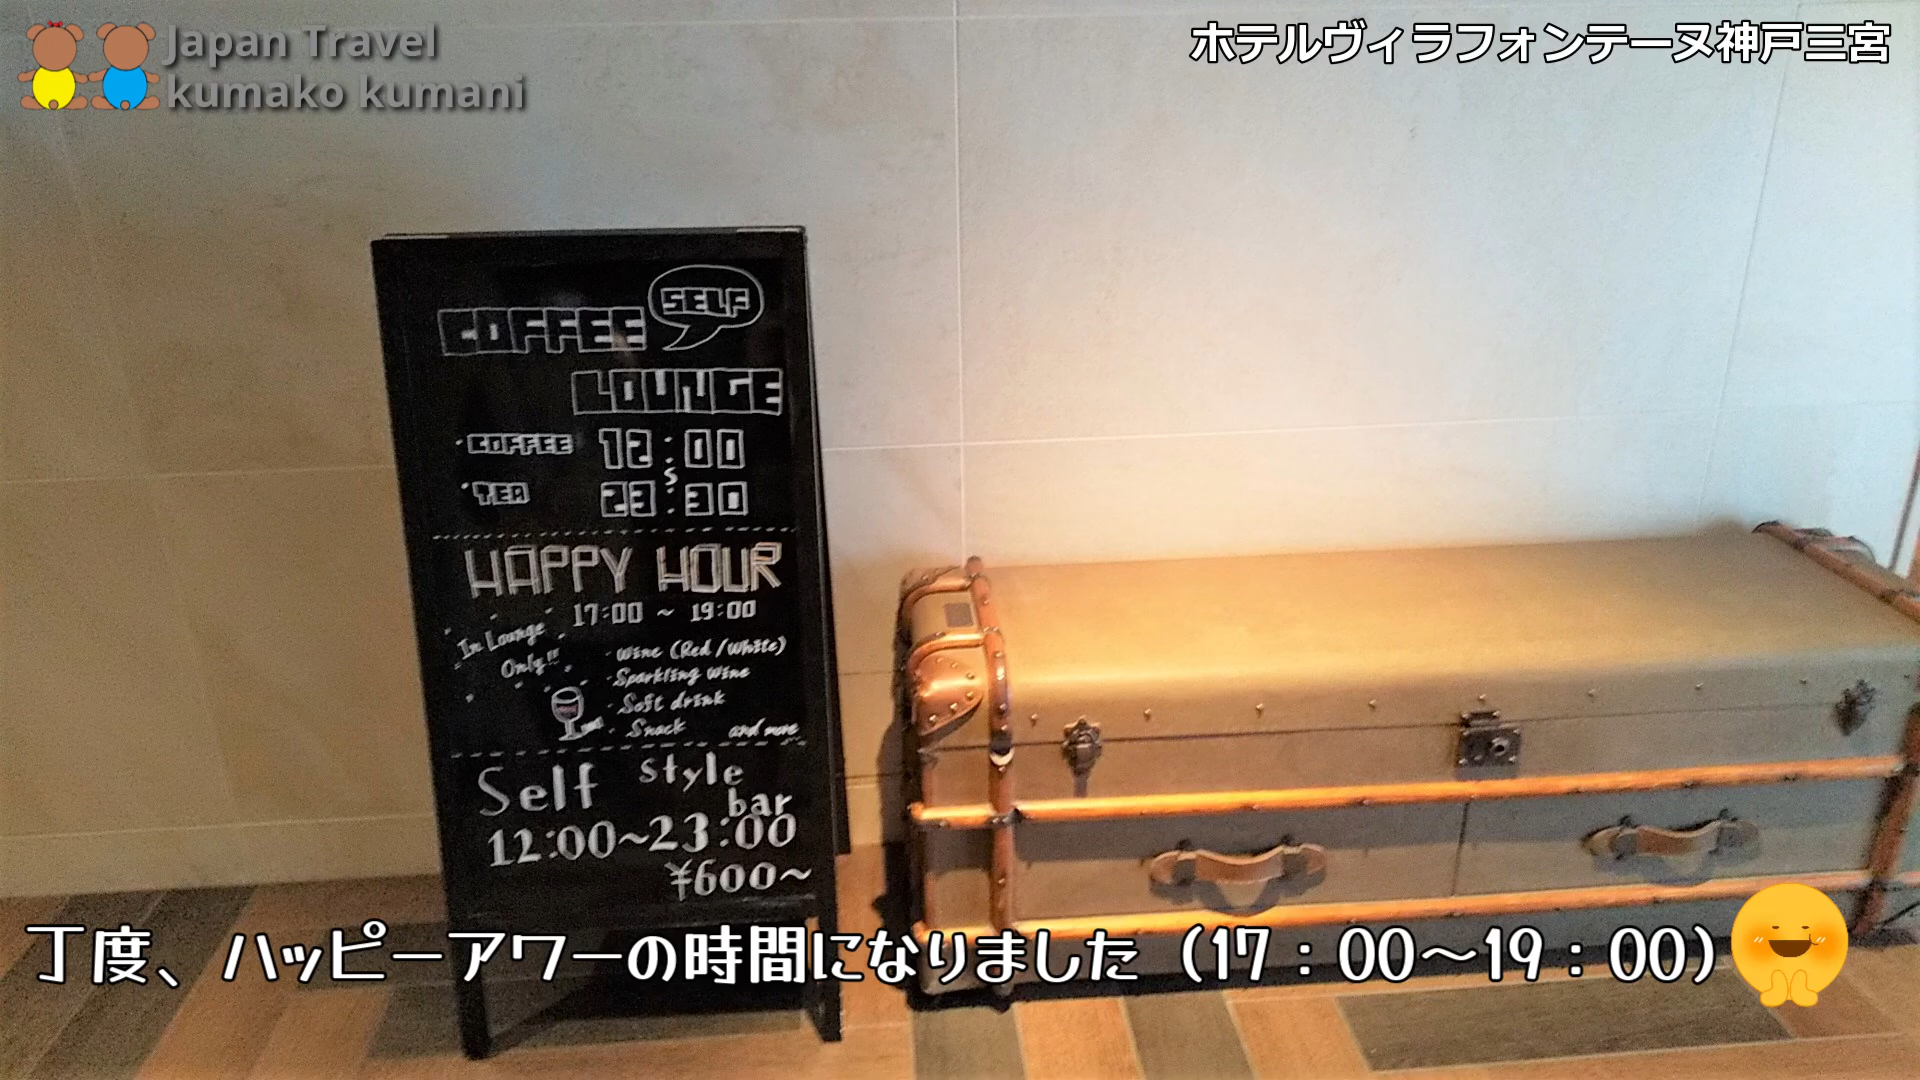 Japan Travel
kumako kumani
ホテルヴィラフォンテーヌ神戸三宮
SELF
COFFEE
LOUNGE
・COFFEE 12:00
～
・TEA 23:30
HAPPY HOUR
17:00 ~ 19:00
In Lounge
Only!!
・Wine (Red/White)
・Sparkling Wine
・Soft drink
・Snack and more
Self style
bar
12:00~23:00
¥600~
丁度、ハッピーアワーの時間になりました（17：00～19：00）